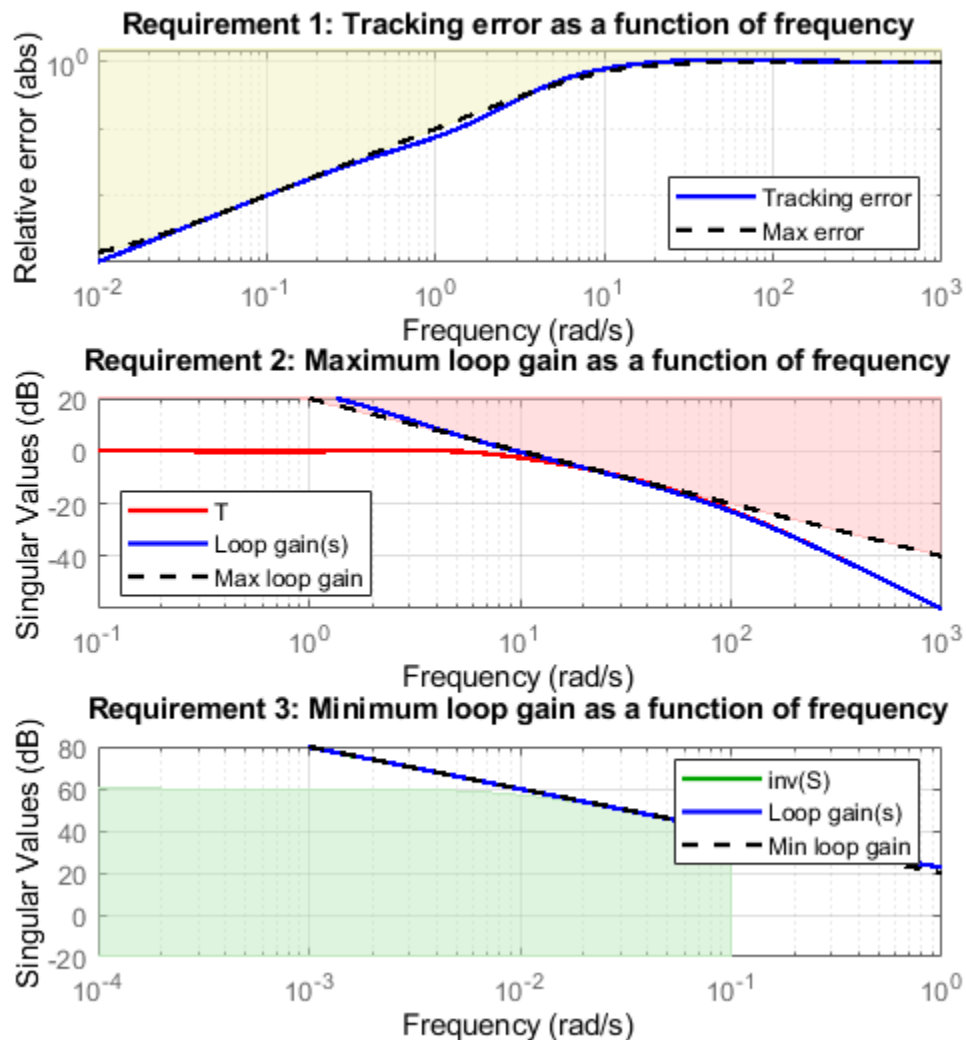 Requirement 1: Tracking error as a function of frequency
Relative error (abs)
10^0
Tracking error
Max error
10^-2 10^-1 10^0 10^1 10^2 10^3
Frequency (rad/s)
Requirement 2: Maximum loop gain as a function of frequency
Singular Values (dB)
20
0
-20
-40
T
Loop gain(s)
Max loop gain
10^-1 10^0 10^1 10^2 10^3
Frequency (rad/s)
Requirement 3: Minimum loop gain as a function of frequency
Singular Values (dB)
80
60
40
20
0
-20
inv(S)
Loop gain(s)
Min loop gain
10^-4 10^-3 10^-2 10^-1 10^0
Frequency (rad/s)